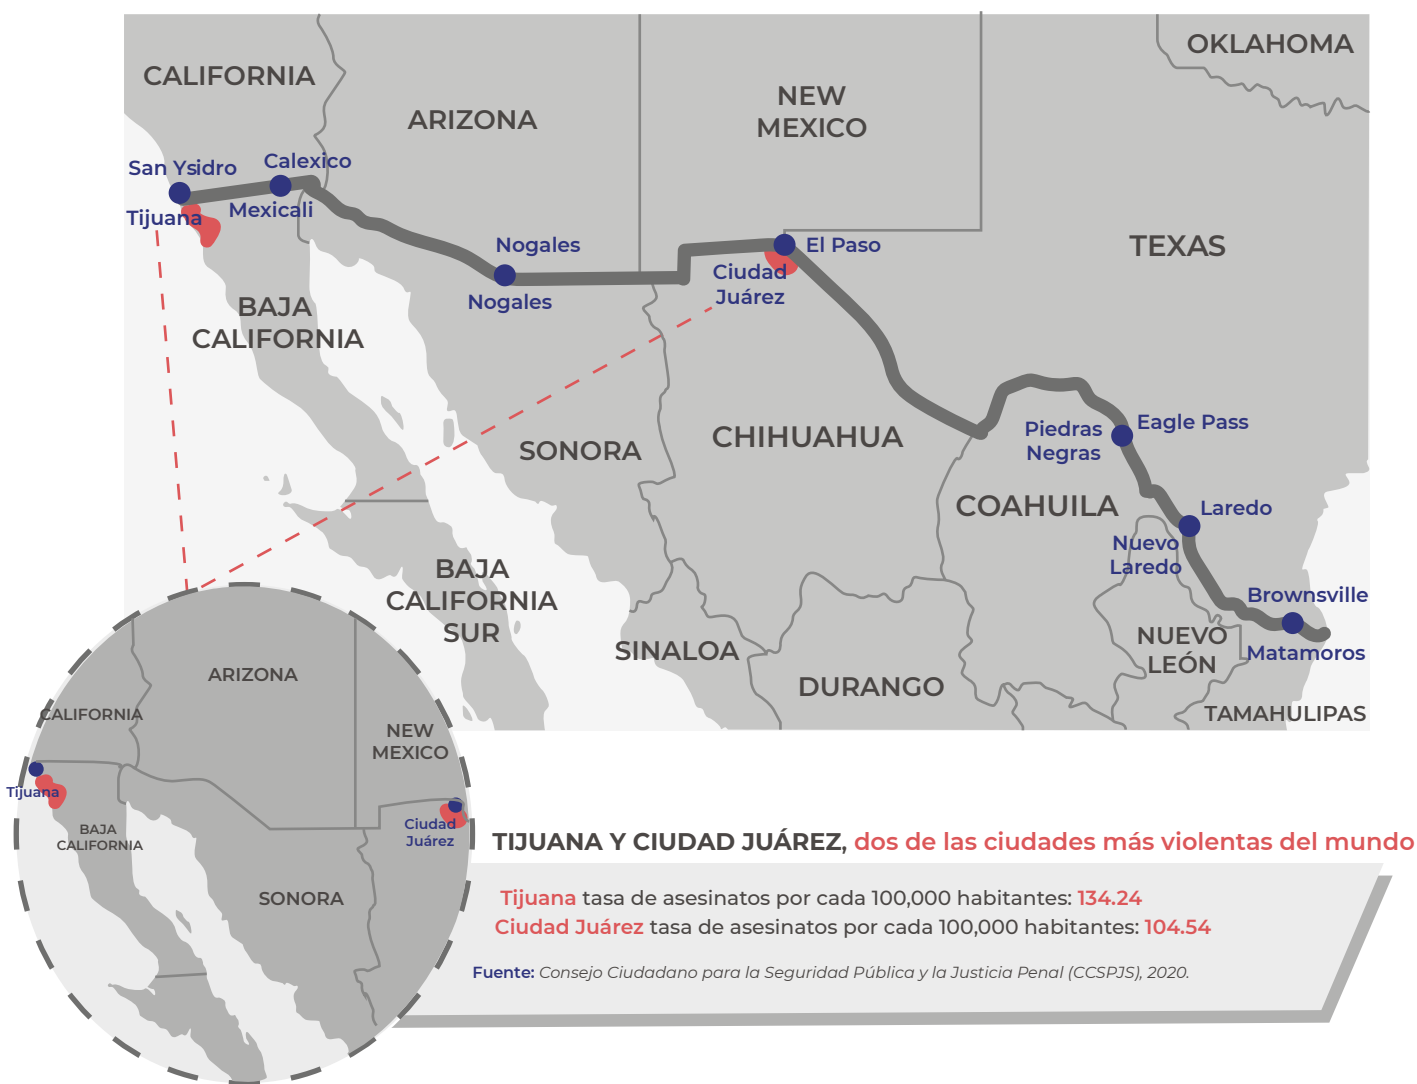 OKLAHOMA
CALIFORNIA
NEW
MEXICO
ARIZONA
San Ysidro
Calexico
Tijuana
Mexicali
Nogales
Nogales
El Paso
Ciudad
Juárez
TEXAS
BAJA
CALIFORNIA
SONORA
CHIHUAHUA
Piedras
Negras
Eagle Pass
COAHUILA
Laredo
Nuevo
Laredo
BAJA
CALIFORNIA
SUR
Brownsville
SINALOA
NUEVO
LEÓN
Matamoros
DURANGO
TAMAHULIPAS
ARIZONA
CALIFORNIA
NEW
MEXICO
Tijuana
BAJA
CALIFORNIA
Ciudad
Juárez
SONORA
TIJUANA Y CIUDAD JUÁREZ, dos de las ciudades más violentas del mundo
Tijuana tasa de asesinatos por cada 100,000 habitantes: 134.24
Ciudad Juárez tasa de asesinatos por cada 100,000 habitantes: 104.54
Fuente: Consejo Ciudadano para la Seguridad Pública y la Justicia Penal (CCSPJS), 2020.